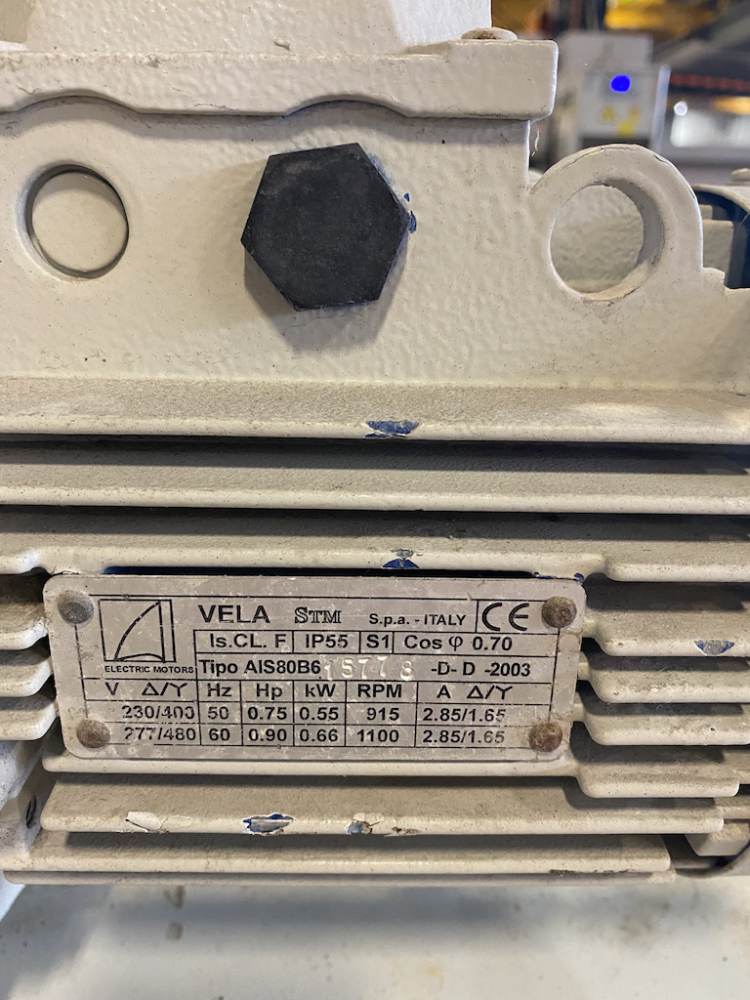 VELA STM S.p.a. - ITALY CE
ELECTRIC MOTORS
Is.CL. F IP55 S1 Cos φ 0.70
Tipo AIS80B6 15778 -D- D -2003
V Δ/Y Hz Hp kW RPM A Δ/Y
230/400 50 0.75 0.55 915 2.85/1.65
277/480 60 0.90 0.66 1100 2.85/1.65